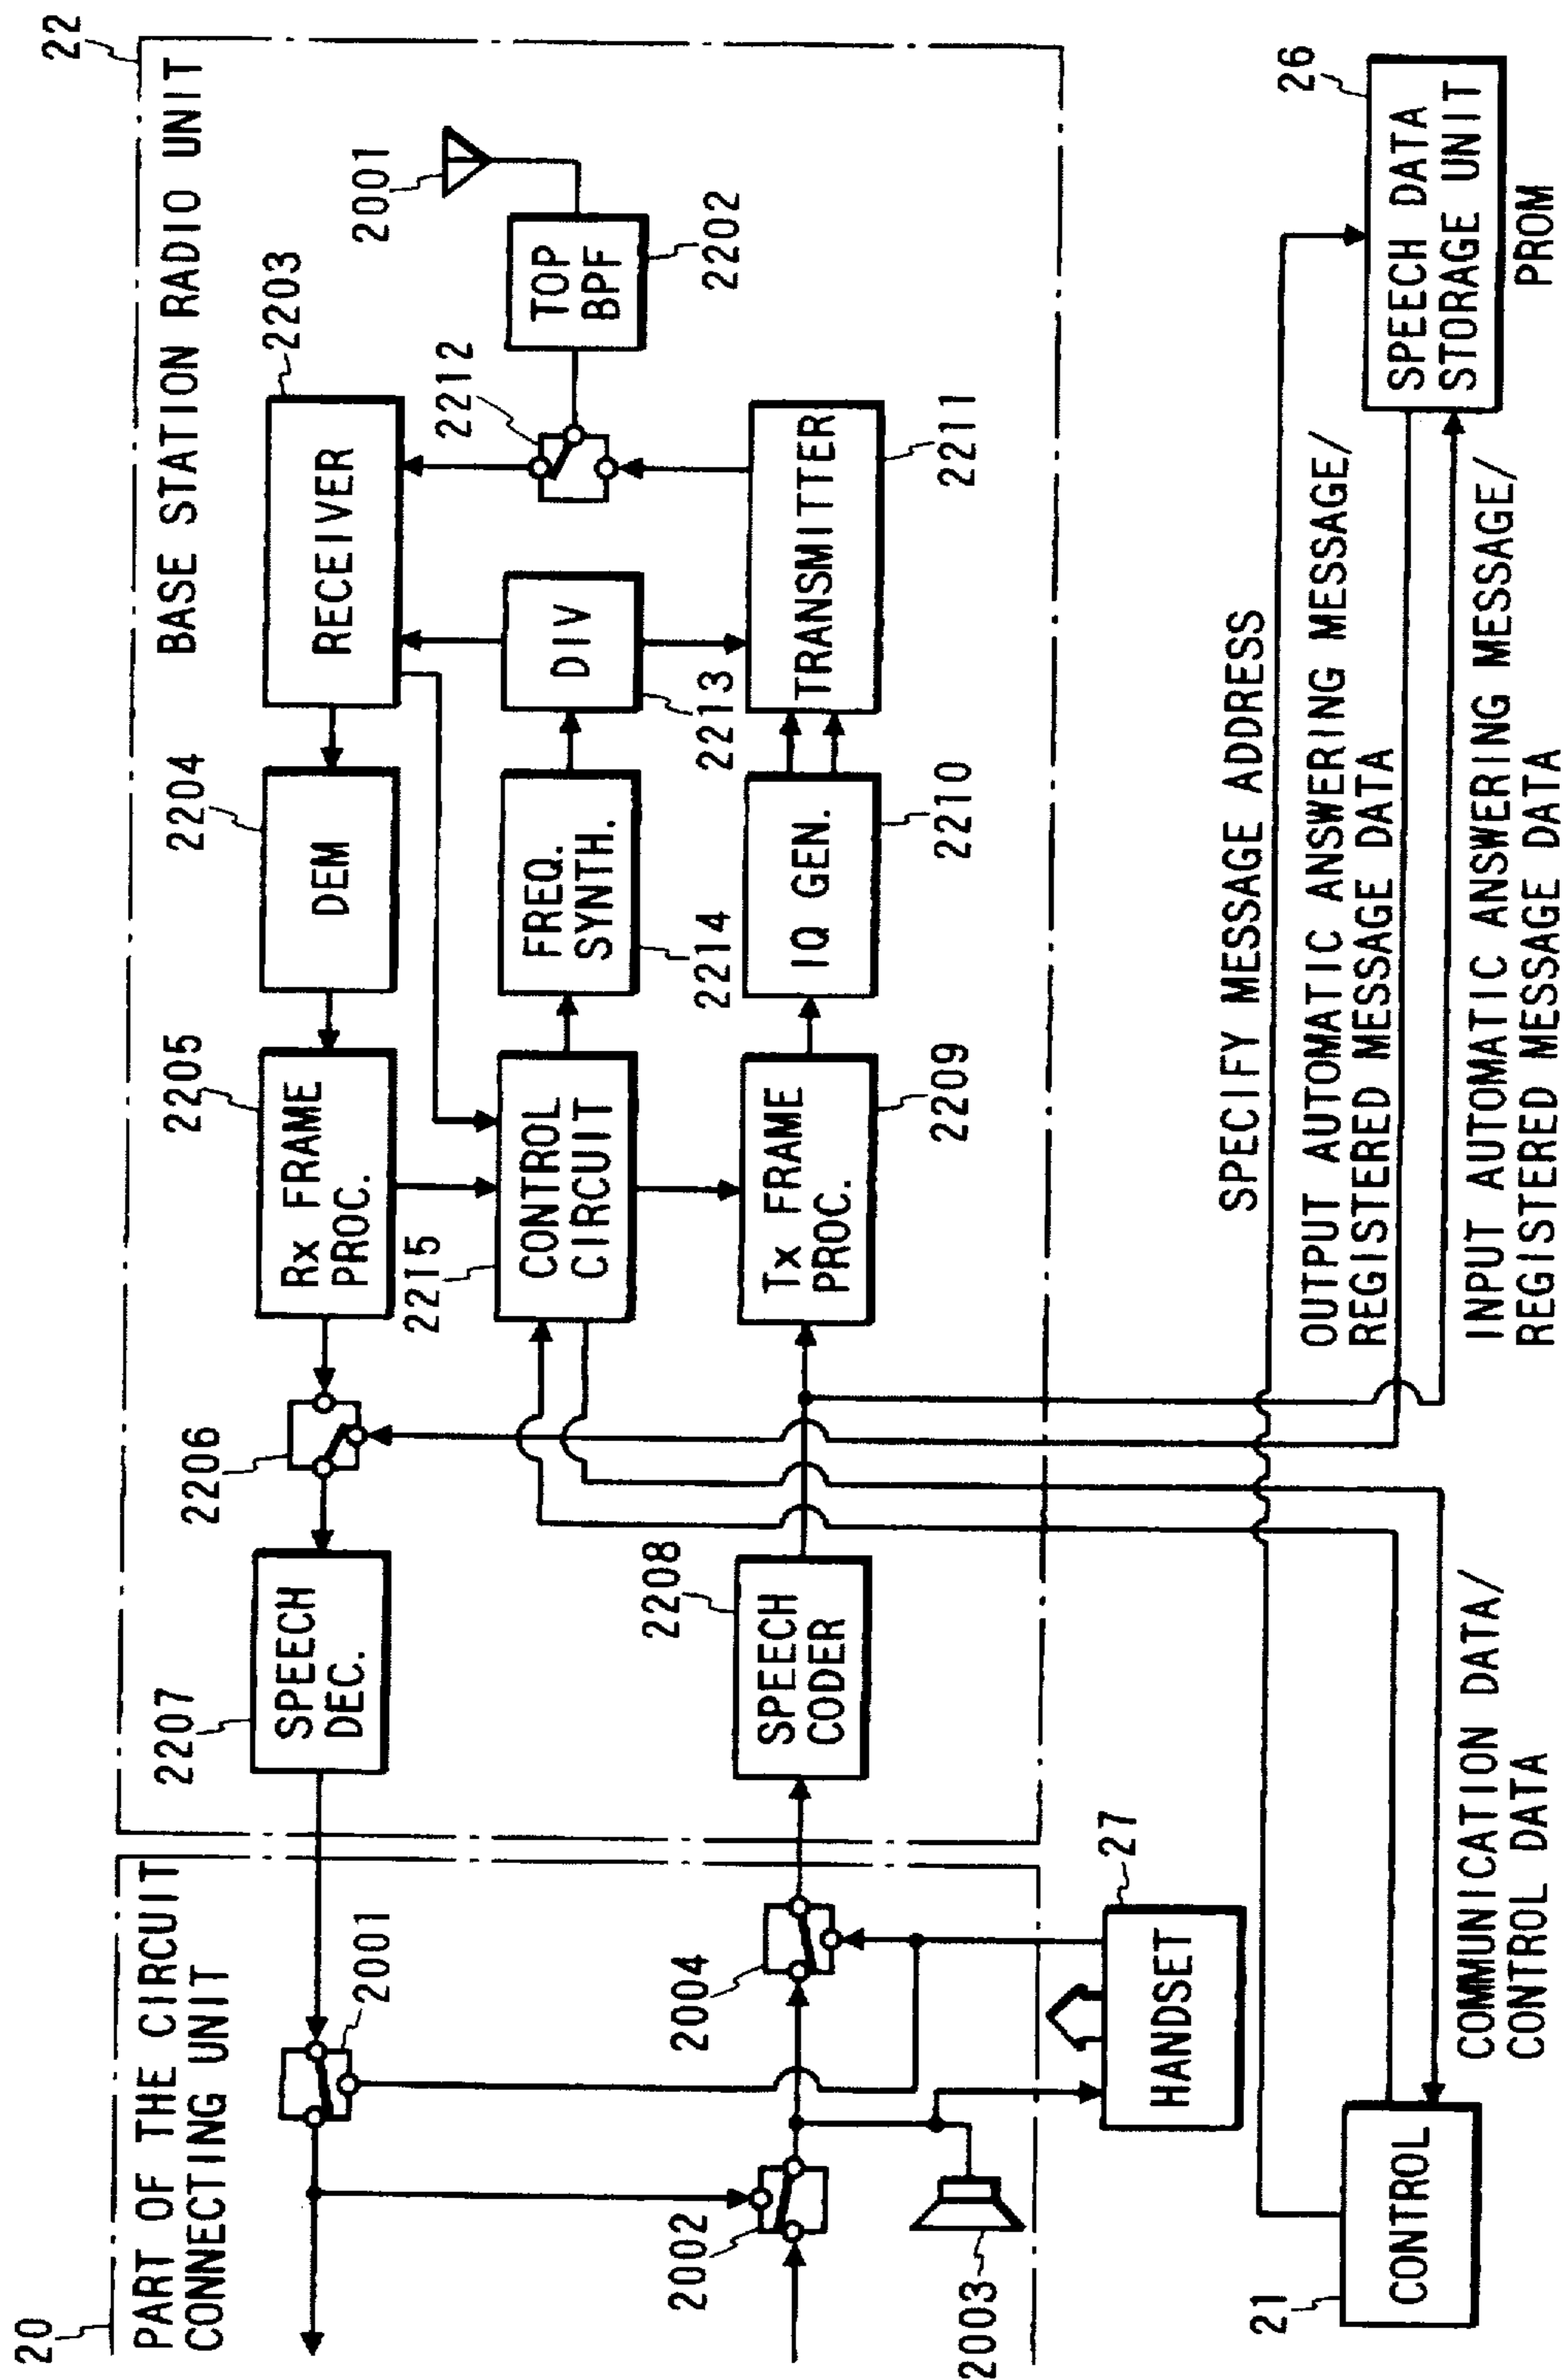 20
PART OF THE CIRCUIT
CONNECTING UNIT
22
BASE STATION RADIO UNIT
2207
SPEECH
DEC.
2206
2205
Rx FRAME
PROC.
2204
DEM
2203
RECEIVER
2001
2001
2215
CONTROL
CIRCUIT
2214
FREQ.
SYNTH.
2213
DIV
2212
TOP
BPF
2202
2002
2003
2004
2208
SPEECH
CODER
Tx FRAME
PROC.
2209
IQ GEN.
2210
TRANSMITTER
2211
27
HANDSET
21
CONTROL
COMMUNICATION DATA/
CONTROL DATA
SPECIFY MESSAGE ADDRESS
OUTPUT AUTOMATIC ANSWERING MESSAGE/
REGISTERED MESSAGE DATA
INPUT AUTOMATIC ANSWERING MESSAGE/
REGISTERED MESSAGE DATA
26
SPEECH DATA
STORAGE UNIT
PROM